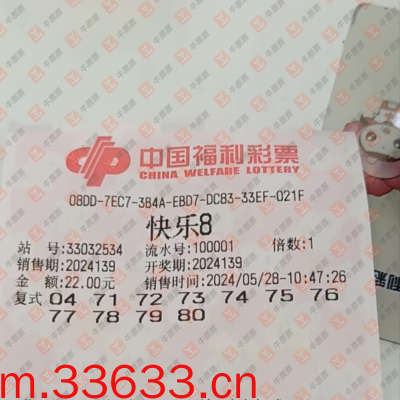 中国福利彩票
CHINA WELFARE LOTTERY
08DD-7EC7-3B4A-EBD7-DC83-33EF-021F
快乐8
站 号:33032534 流水号:100001 倍数:1
销售期:2024139 开奖期:2024139
金 额:22.00元 销售时间:2024/05/28-10:47:26
复式 04 71 72 73 74 75 76
77 78 79 80
m.33633.cn